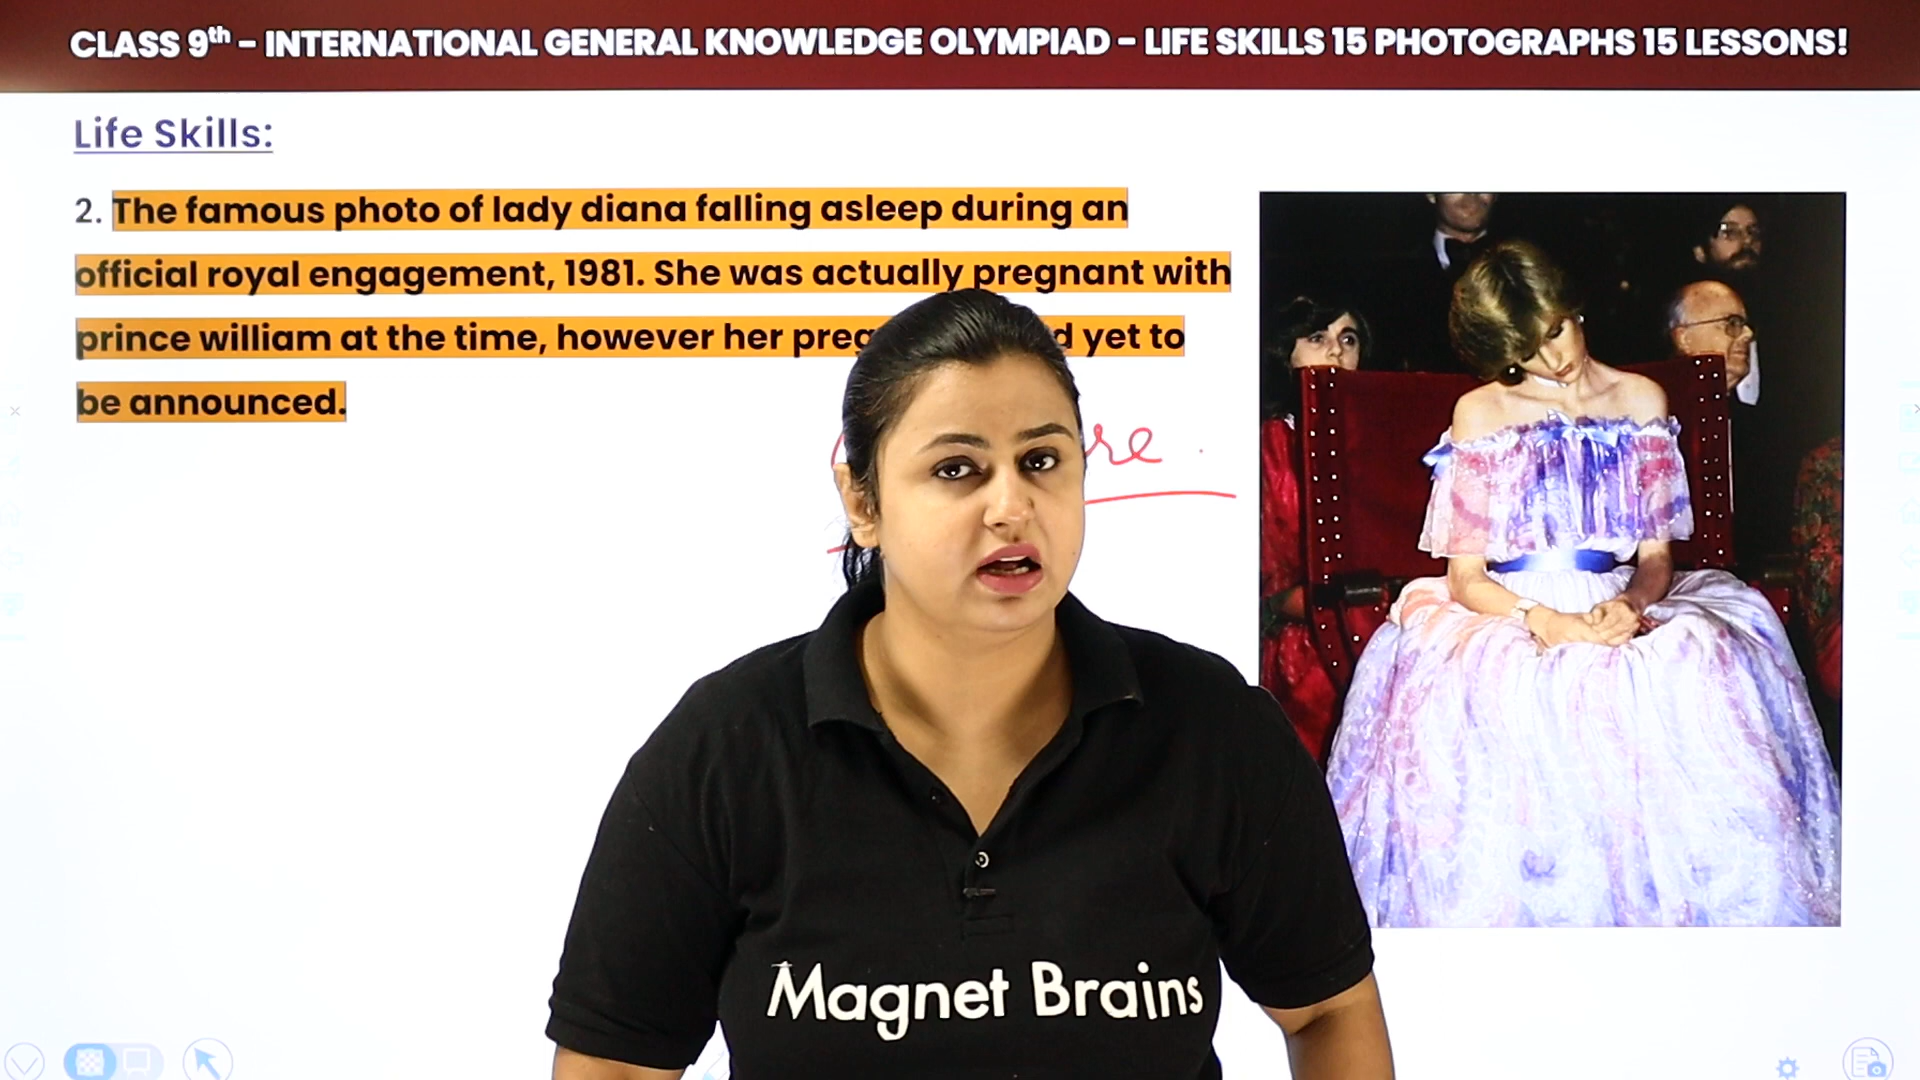 CLASS 9th - INTERNATIONAL GENERAL KNOWLEDGE OLYMPIAD - LIFE SKILLS 15 PHOTOGRAPHS 15 LESSONS!
Life Skills:
2. The famous photo of lady diana falling asleep during an
official royal engagement, 1981. She was actually pregnant with
prince william at the time, however her yet to
be announced.
Magnet Brains